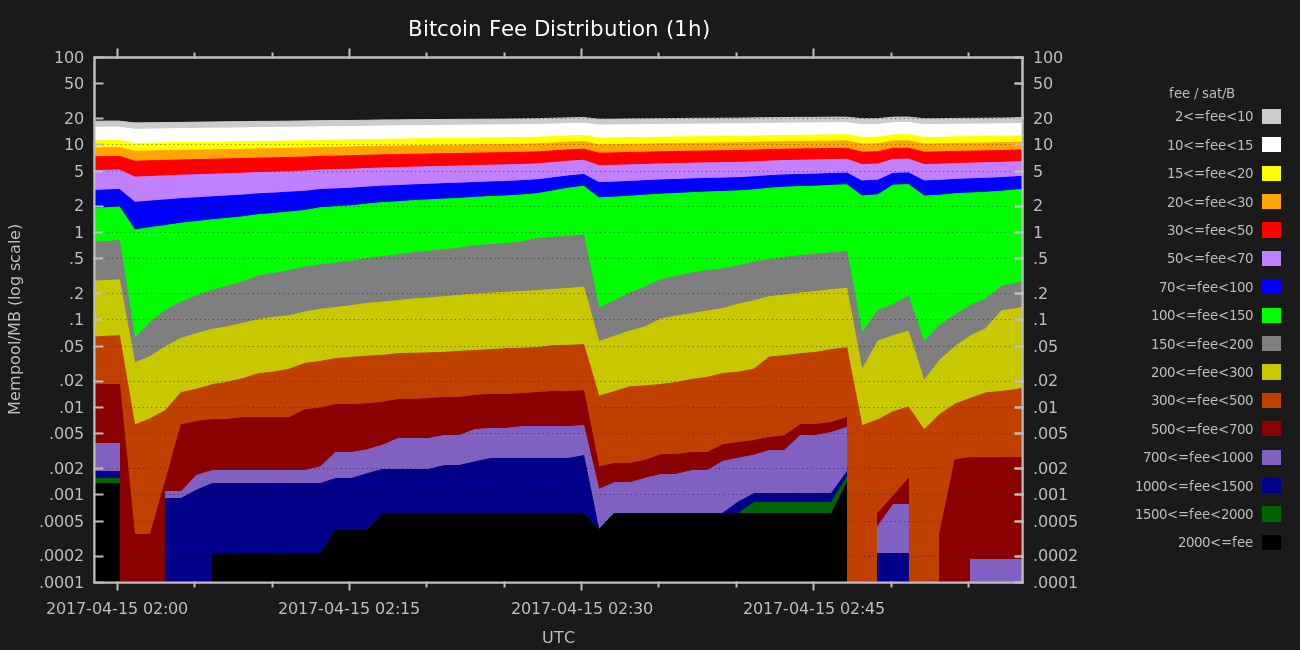 Bitcoin Fee Distribution (1h)
Mempool/MB (log scale)
100
50
20
10
5
2
1
.5
.2
.1
.05
.02
.01
.005
.002
.001
.0005
.0002
.0001
100
50
20
10
5
2
1
.5
.2
.1
.05
.02
.01
.005
.002
.001
.0005
.0002
.0001
2017-04-15 02:00 2017-04-15 02:15 2017-04-15 02:30 2017-04-15 02:45
UTC
fee / sat/B
2<=fee<10
10<=fee<15
15<=fee<20
20<=fee<30
30<=fee<50
50<=fee<70
70<=fee<100
100<=fee<150
150<=fee<200
200<=fee<300
300<=fee<500
500<=fee<700
700<=fee<1000
1000<=fee<1500
1500<=fee<2000
2000<=fee